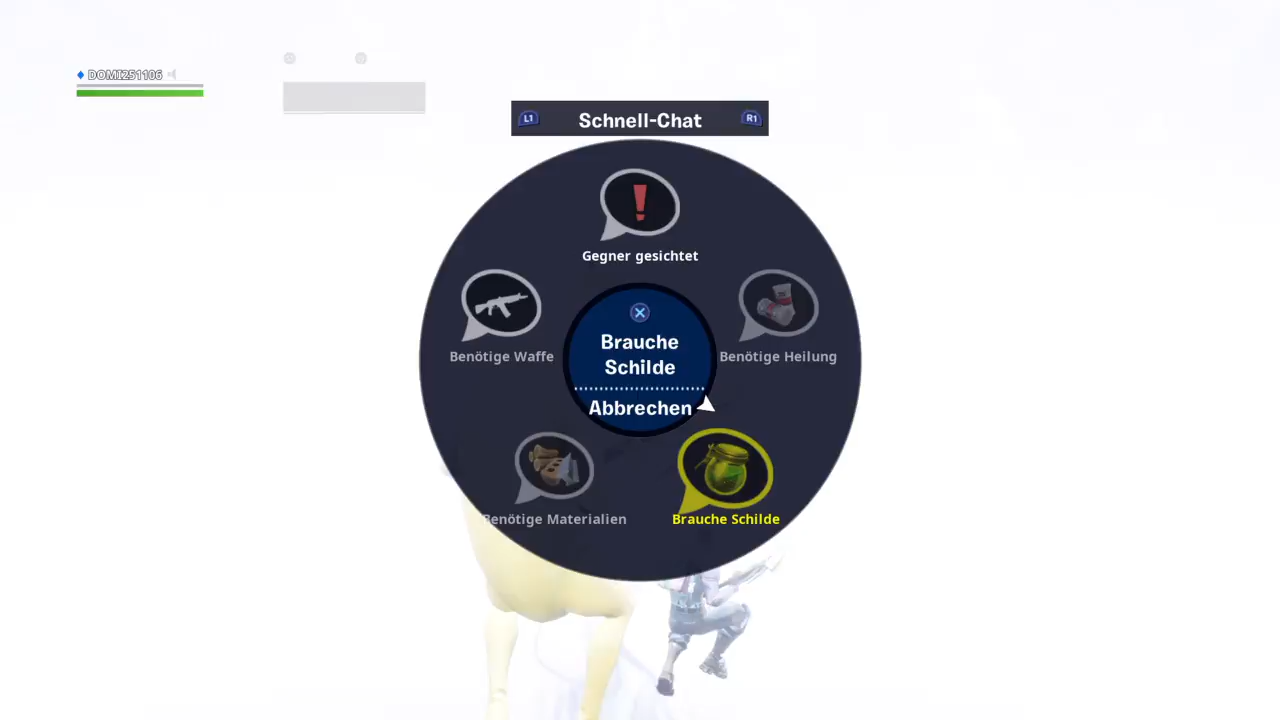 DOMI251106
L1 Schnell-Chat R1
Gegner gesichtet
Benötige Waffe
Benötige Heilung
Brauche
Schilde
Abbrechen
Benötige Materialien
Brauche Schilde